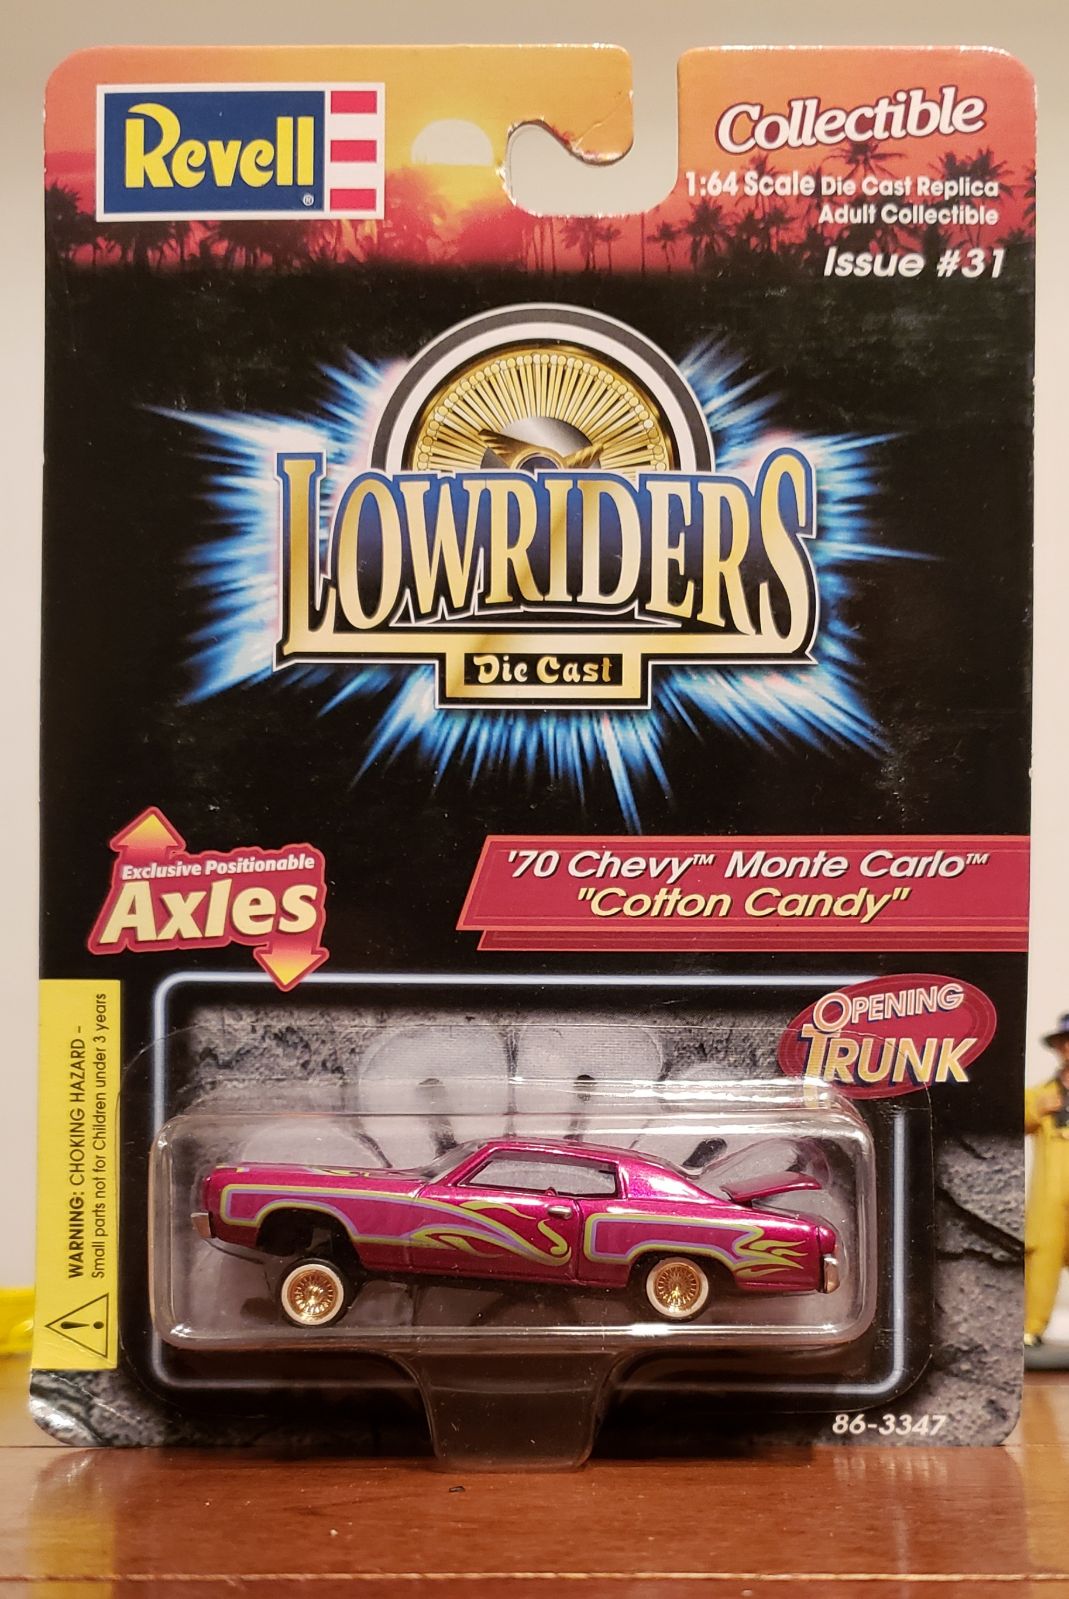 Revell®
Collectible
1:64 Scale Die Cast Replica
Adult Collectible
Issue #31
LOWRIDERS
Die Cast
Exclusive Positionable
Axles
'70 Chevy™ Monte Carlo™
"Cotton Candy"
OPENING
TRUNK
WARNING: CHOKING HAZARD -
Small parts not for Children under 3 years
86-3347